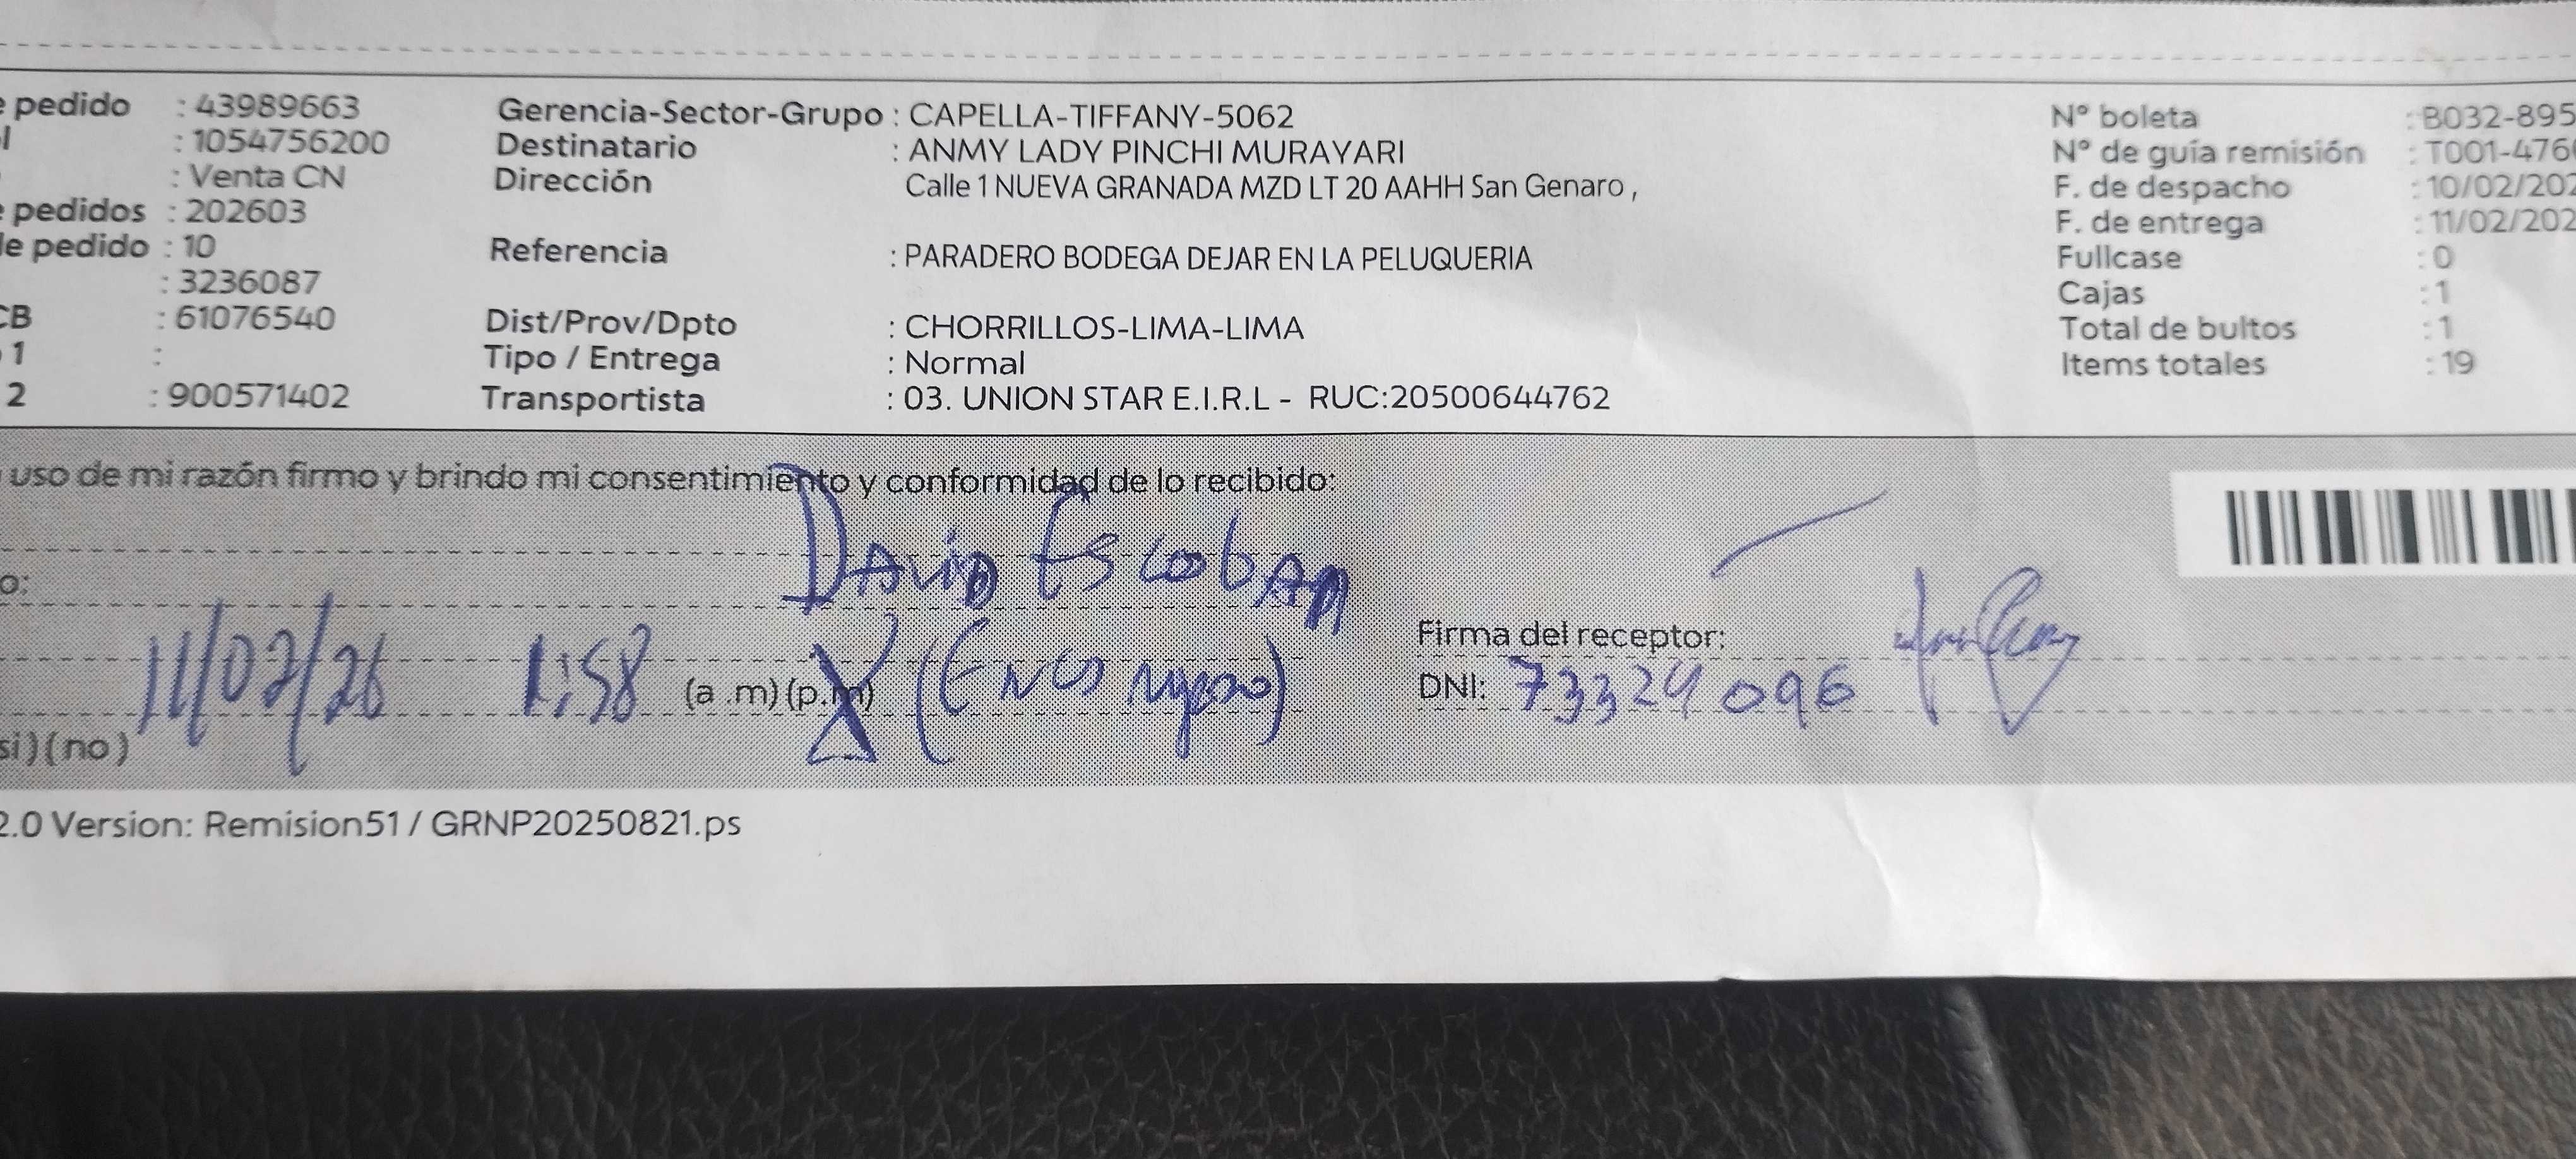 e pedido : 43989663
l : 1054756200
: Venta CN
e pedidos : 202603
de pedido : 10
: 3236087
CB : 61076540
1 :
2 : 900571402
Gerencia-Sector-Grupo : CAPELLA-TIFFANY-5062
Destinatario : ANMY LADY PINCHI MURAYARI
Dirección Calle 1 NUEVA GRANADA MZD LT 20 AAHH San Genaro ,
Referencia : PARADERO BODEGA DEJAR EN LA PELUQUERIA
Dist/Prov/Dpto : CHORRILLOS-LIMA-LIMA
Tipo / Entrega : Normal
Transportista : 03. UNION STAR E.I.R.L - RUC:20500644762
N° boleta : B032-895
N° de guía remisión : T001-476
F. de despacho : 10/02/202
F. de entrega : 11/02/202
Fullcase : 0
Cajas : 1
Total de bultos : 1
Items totales : 19
uso de mi razón firmo y brindo mi consentimiento y conformidad de lo recibido:
DAVID EscobAR
o:
11/02/26 1:58 (a .m) (p.m)
Firma del receptor:
DNI: 73324096
si) (no)
2.0 Version: Remision51 / GRNP20250821.ps